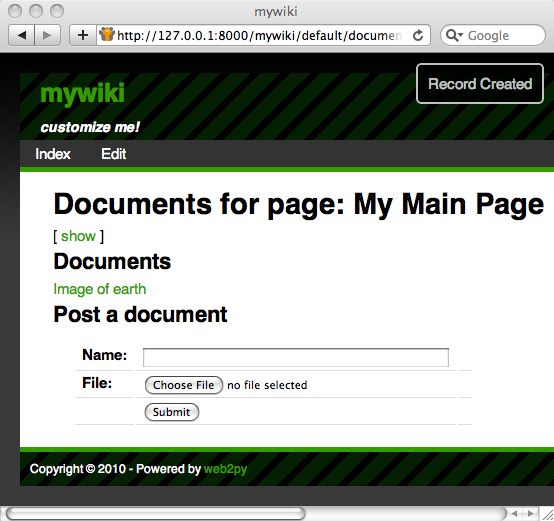 mywiki
http://127.0.0.1:8000/mywiki/default/documen
Google
Record Created
mywiki
customize me!
Index Edit
Documents for page: My Main Page
[ show ]
Documents
Image of earth
Post a document
Name:
File: Choose File no file selected
Submit
Copyright © 2010 - Powered by web2py